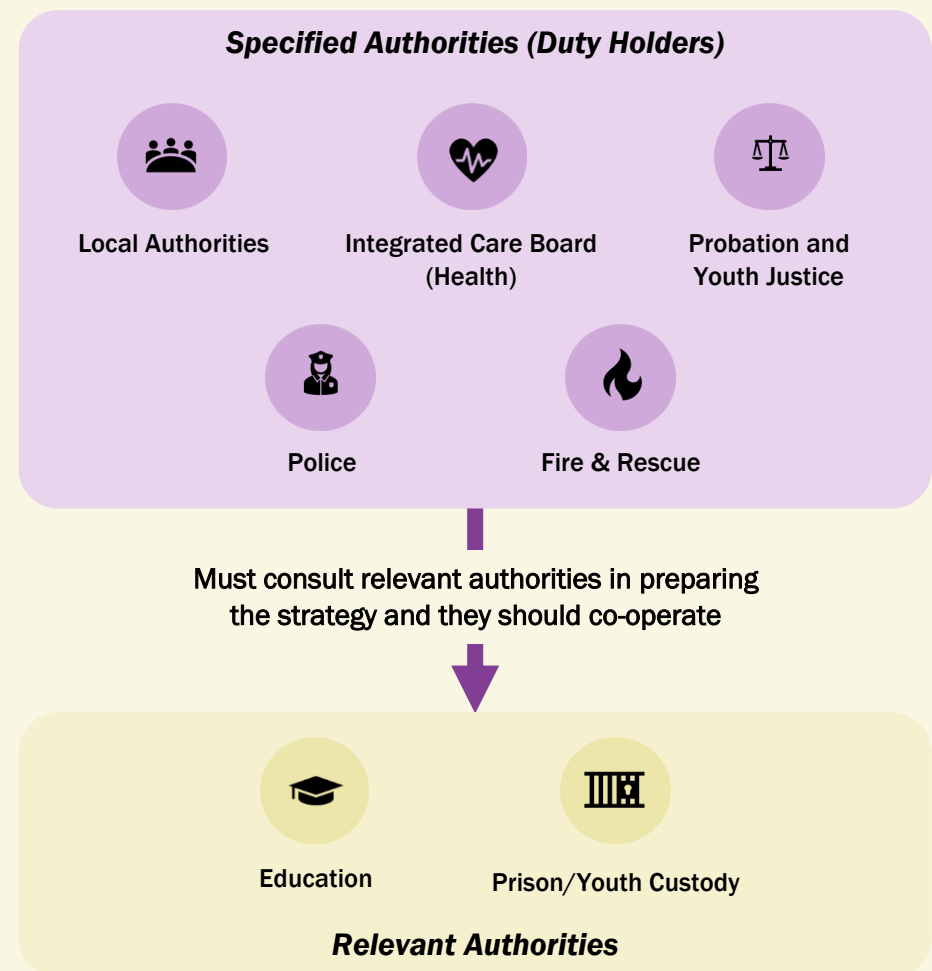 Specified Authorities (Duty Holders)
Local Authorities
Integrated Care Board
(Health)
Probation and
Youth Justice
Police
Fire & Rescue
Must consult relevant authorities in preparing
the strategy and they should co-operate
Education
Prison/Youth Custody
Relevant Authorities